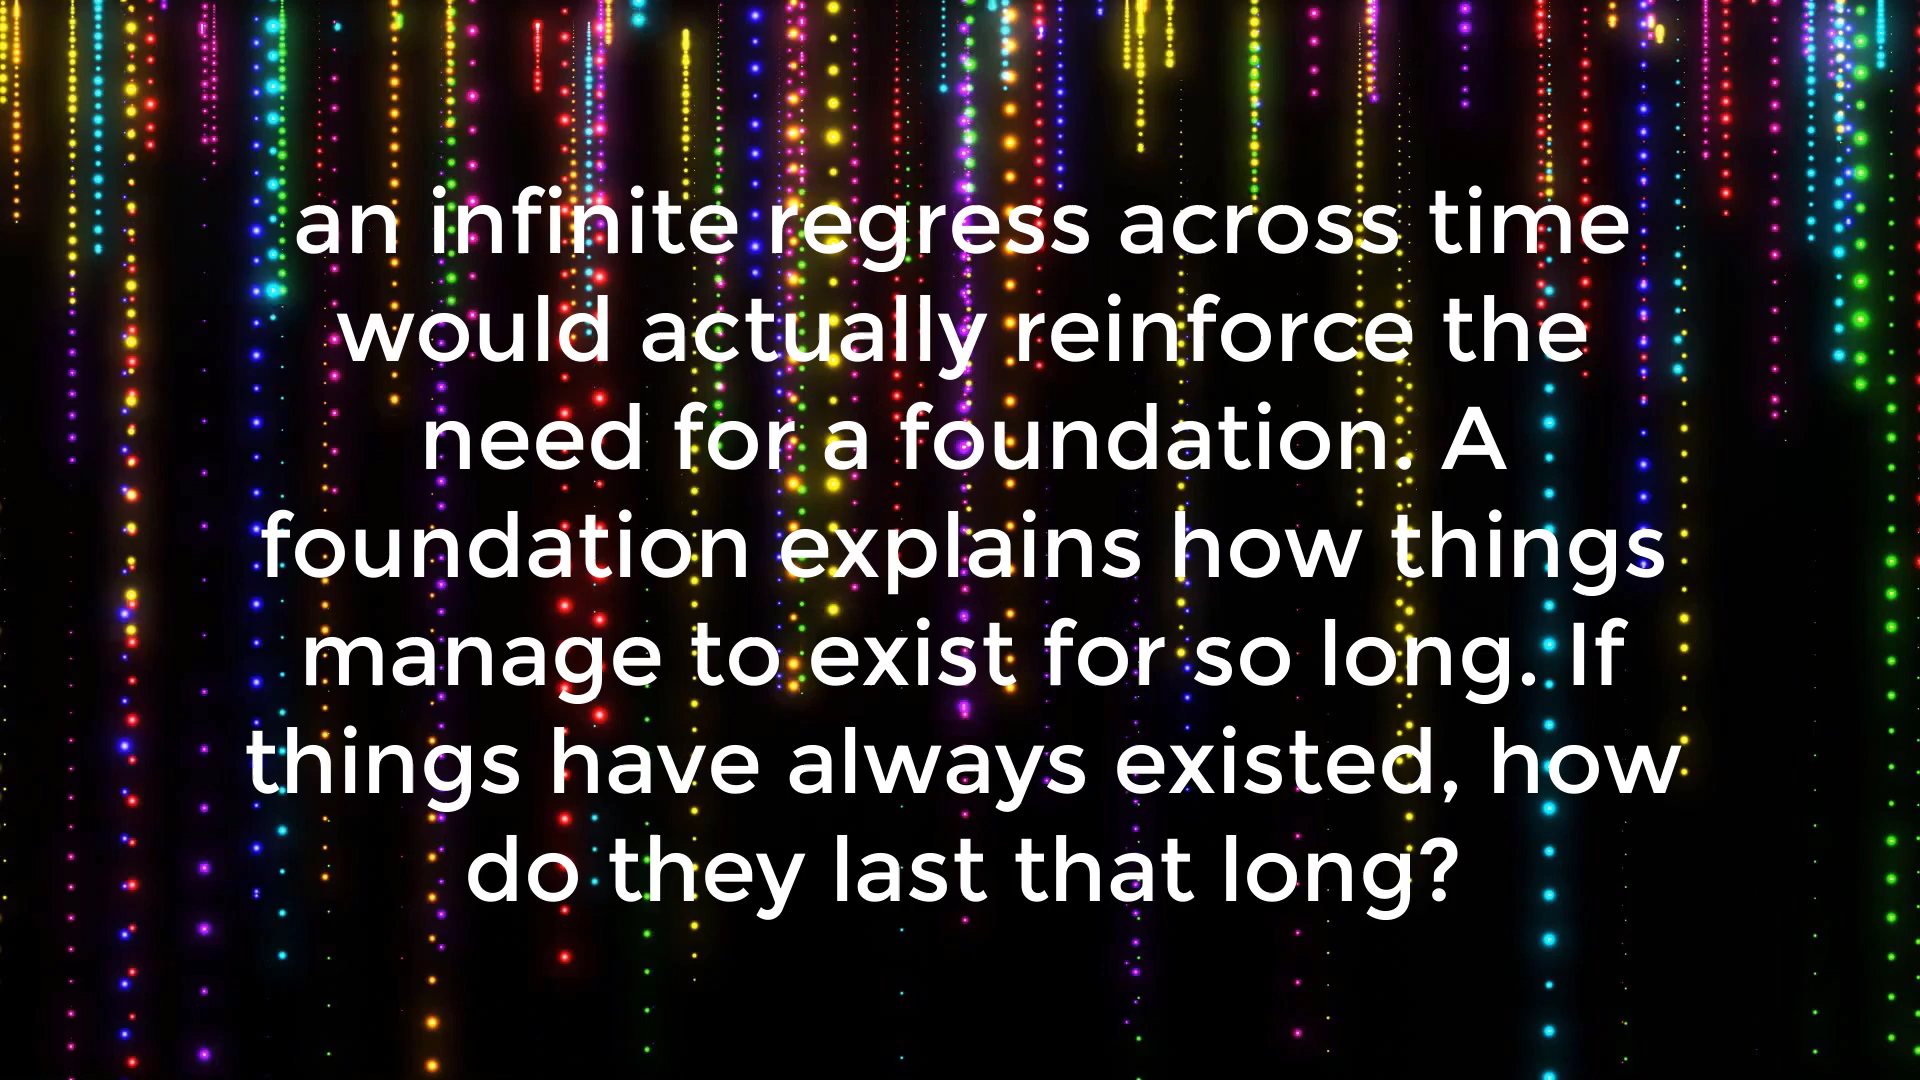 an infinite regress across time
would actually reinforce the
need for a foundation. A
foundation explains how things
manage to exist for so long. If
things have always existed, how
do they last that long?